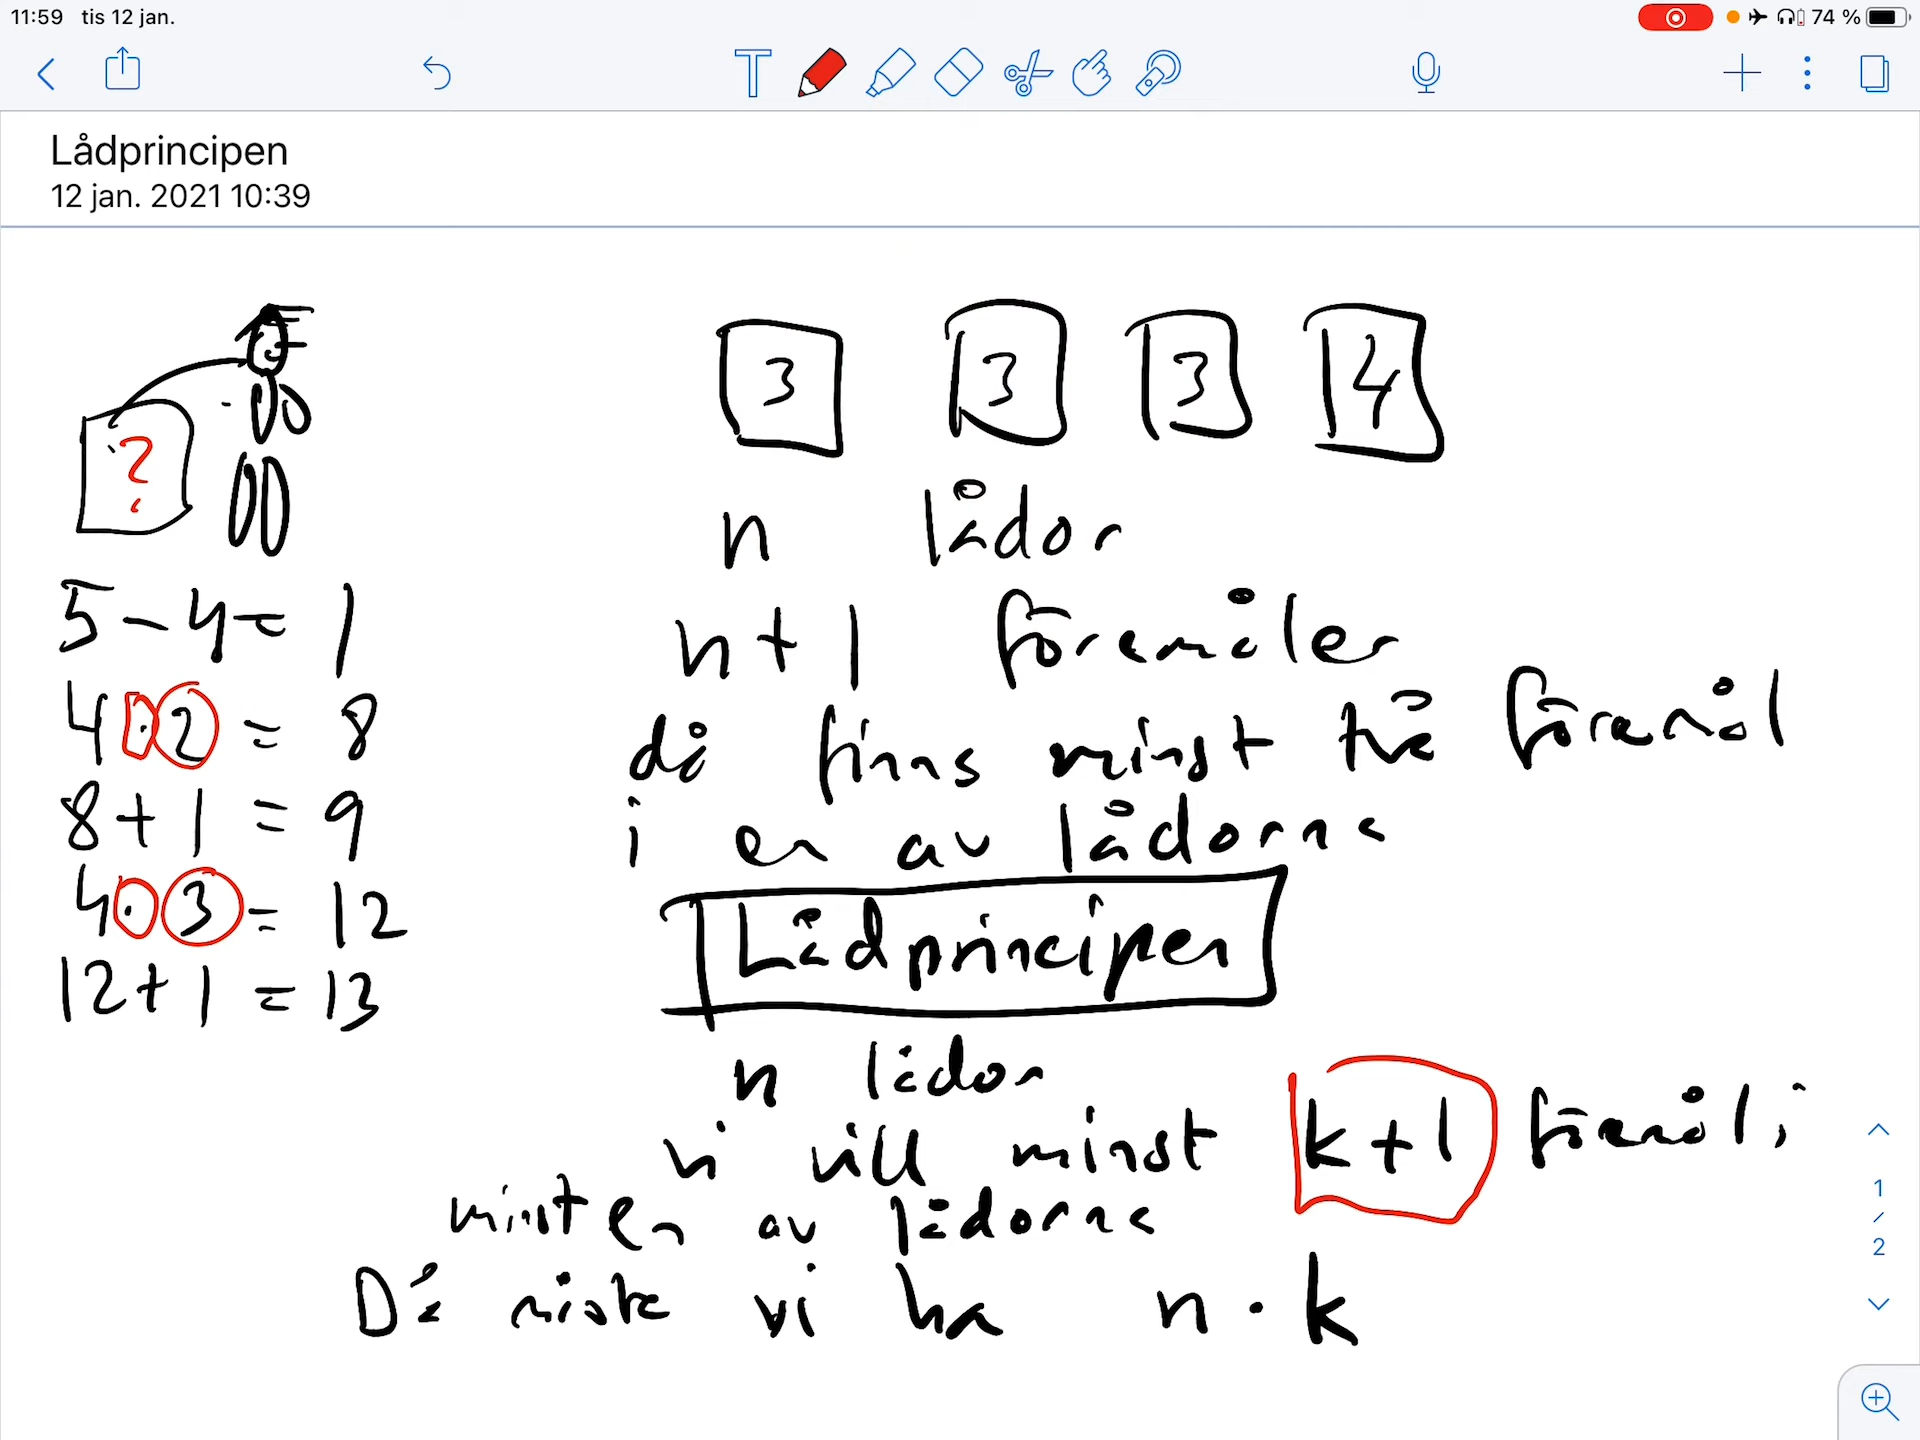 11:59 tis 12 jan.
74 %
T
Lådprincipen
12 jan. 2021 10:39
3 3 3 4
?
n lådor
5-4=1
n+1 föremåler
4·2=8
då finns minst två föremål
8+1=9
i en av lådorna
4·3=12
Lådprincipen
12+1=13
n lådor
vi vill minst k+1 föremål i
minst en av lådorna
Då måste vi ha n·k
1
/
2